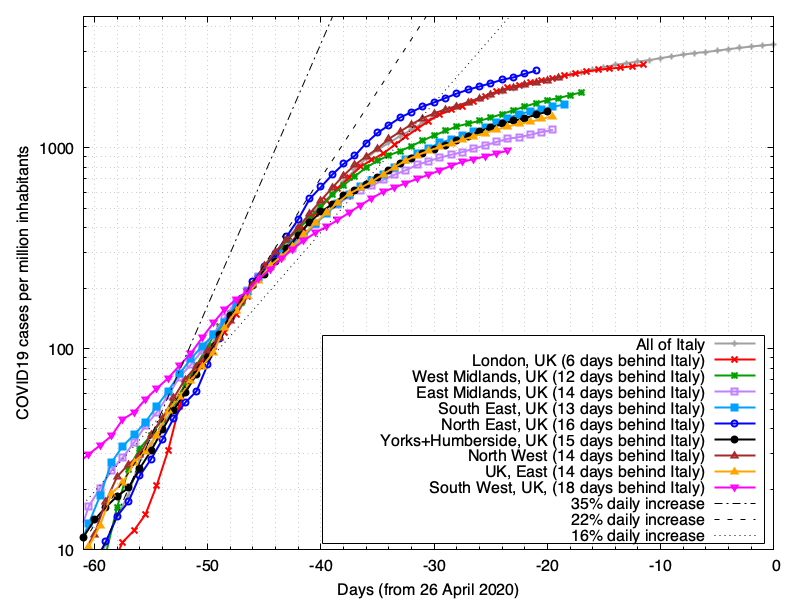 COVID19 cases per million inhabitants
1000
100
10
All of Italy
London, UK (6 days behind Italy)
West Midlands, UK (12 days behind Italy)
East Midlands, UK (14 days behind Italy)
South East, UK (13 days behind Italy)
North East, UK (16 days behind Italy)
Yorks+Humberside, UK (15 days behind Italy)
North West (14 days behind Italy)
UK, East (14 days behind Italy)
South West, UK, (18 days behind Italy)
35% daily increase
22% daily increase
16% daily increase
-60 -50 -40 -30 -20 -10 0
Days (from 26 April 2020)